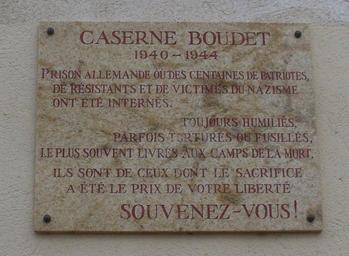 CASERNE BOUDET
1940-1944
PRISON ALLEMANDE OU DES CENTAINES DE PATRIOTES,
DE RÉSISTANTS ET DE VICTIMES DU NAZISME
ONT ÉTÉ INTERNÉS.
TOUJOURS HUMILIÉS,
PARFOIS TORTURÉS OU FUSILLÉS,
LE PLUS SOUVENT LIVRÉS AUX CAMPS DE LA MORT,
ILS SONT DE CEUX DONT LE SACRIFICE
A ÉTÉ LE PRIX DE VOTRE LIBERTÉ
SOUVENEZ-VOUS!